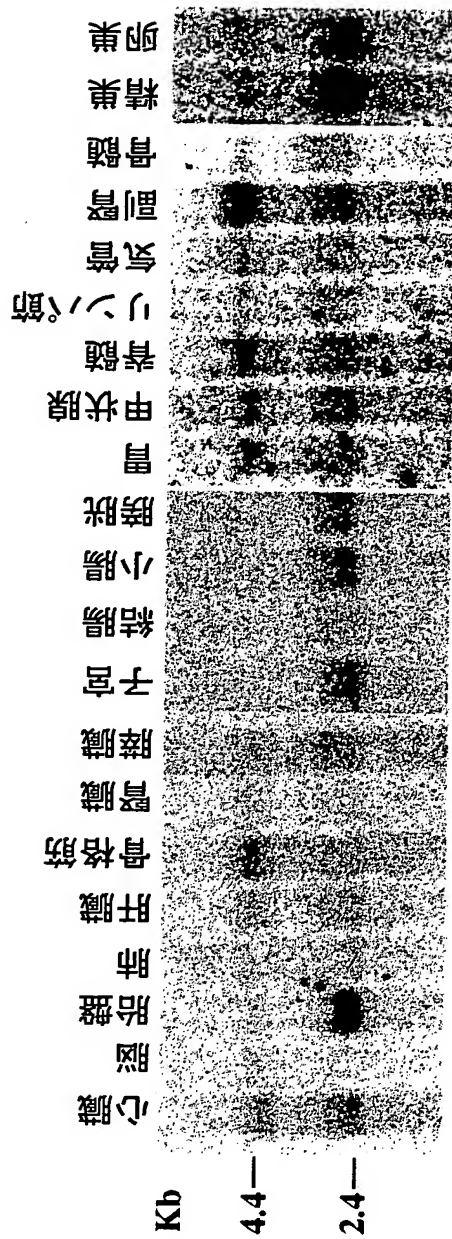 卵巣
精巣
骨髄
副腎
気管
リンパ節
脊髄
甲状腺
胃
膀胱
小腸
結腸
子宮
膵臓
腎臓
骨格筋
肝臓
肺
胎盤
脳
心臓
Kb
4.4
2.4